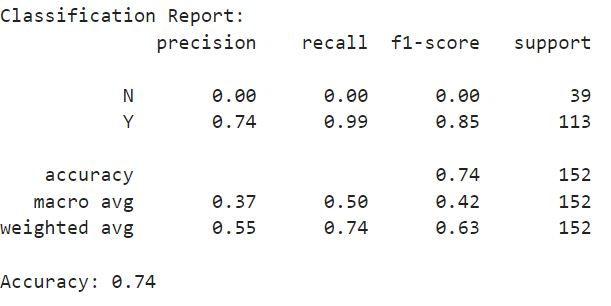 Classification Report:
precision recall f1-score support
N 0.00 0.00 0.00 39
Y 0.74 0.99 0.85 113
accuracy 0.74 152
macro avg 0.37 0.50 0.42 152
weighted avg 0.55 0.74 0.63 152
Accuracy: 0.74